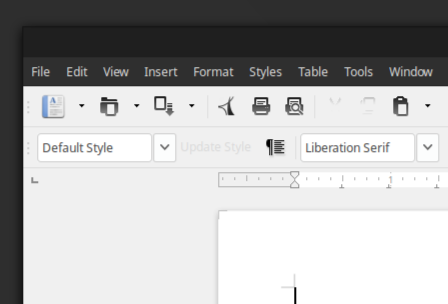 File Edit View Insert Format Styles Table Tools Window
Default Style Update Style Liberation Serif